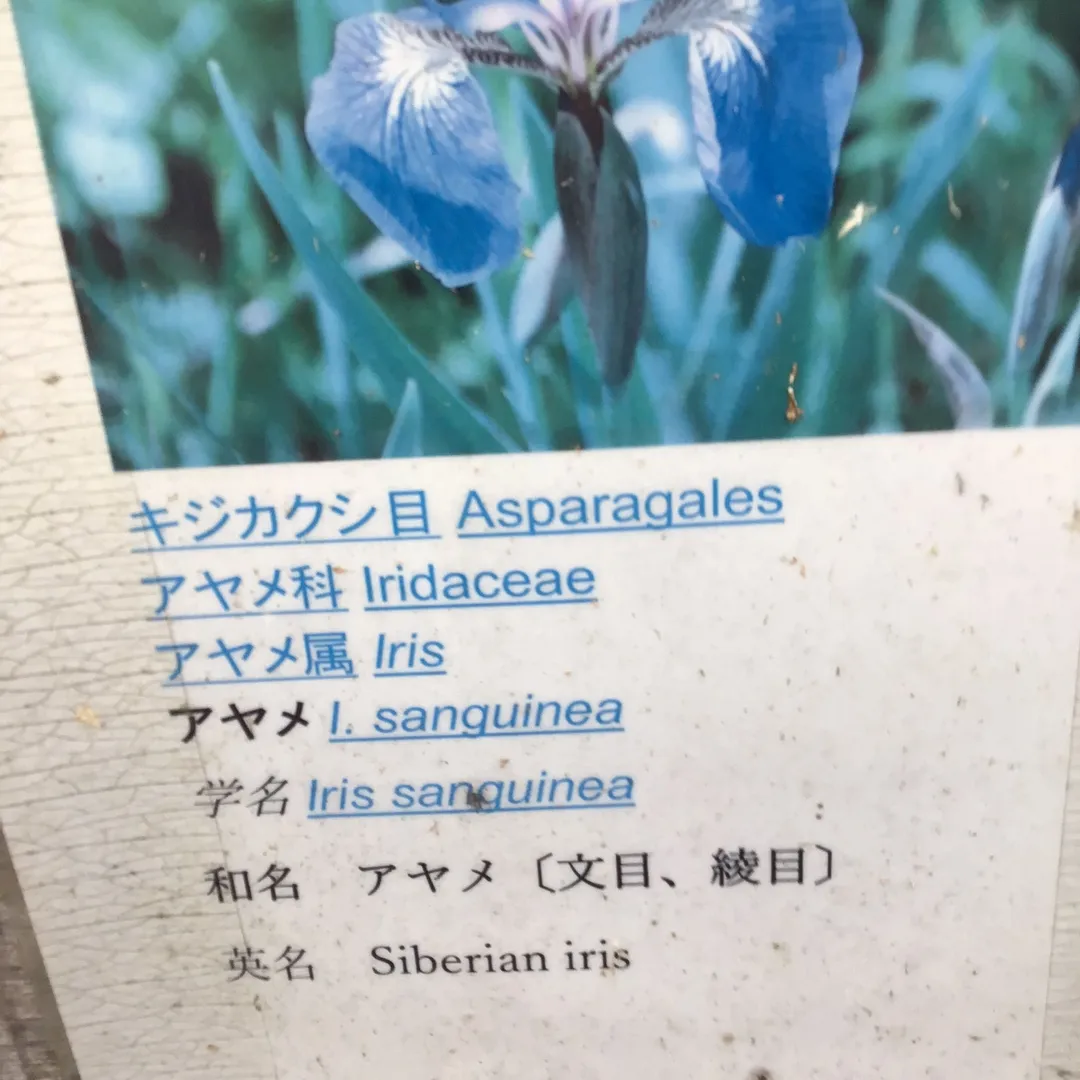 キジカクシ目 Asparagales
アヤメ科 Iridaceae
アヤメ属 Iris
アヤメ I. sanguinea
学名 Iris sanguinea
和名 アヤメ〔文目、綾目〕
英名 Siberian iris